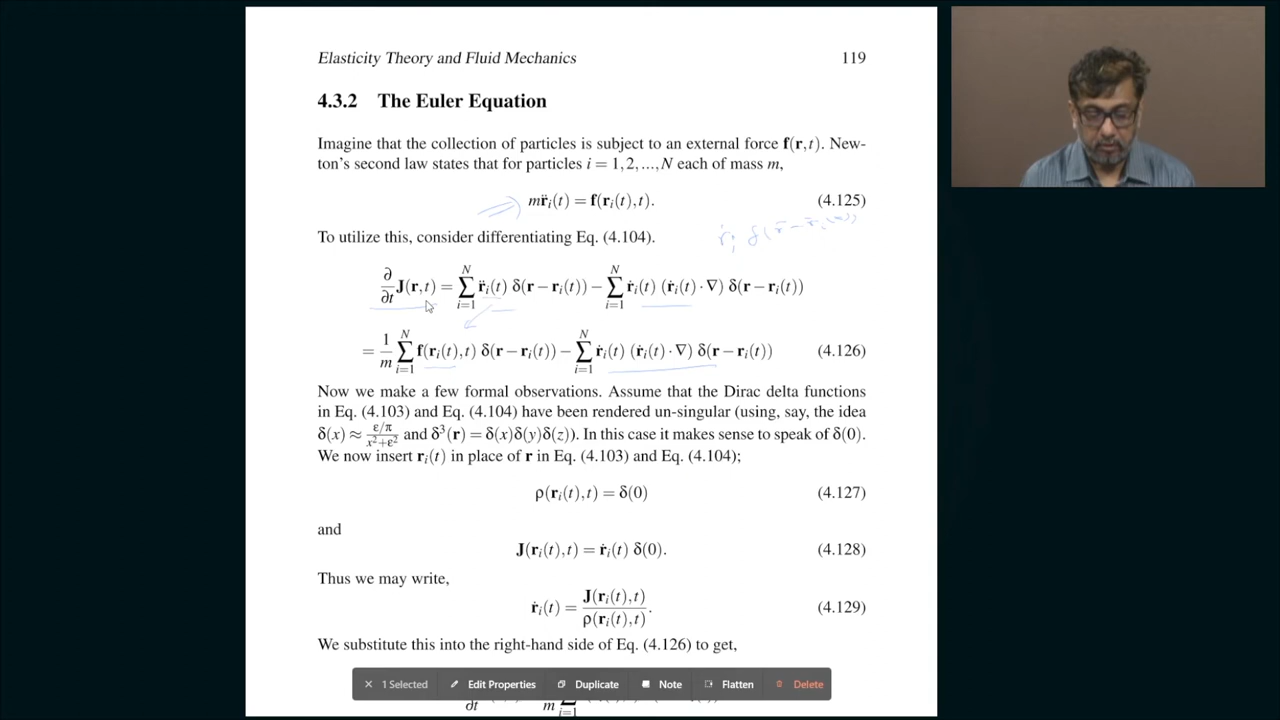 Elasticity Theory and Fluid Mechanics 119
4.3.2 The Euler Equation
Imagine that the collection of particles is subject to an external force f(r,t). New-
ton's second law states that for particles i = 1,2,...,N each of mass m,
mr̈ᵢ(t) = f(rᵢ(t),t). (4.125)
To utilize this, consider differentiating Eq. (4.104).
ṙᵢ δ(r̄ − r̄ᵢ(t))
∂/∂t J(r,t) = ∑_{i=1}^{N} r̈ᵢ(t) δ(r − rᵢ(t)) − ∑_{i=1}^{N} ṙᵢ(t) (ṙᵢ(t) · ∇) δ(r − rᵢ(t))
= 1/m ∑_{i=1}^{N} f(rᵢ(t),t) δ(r − rᵢ(t)) − ∑_{i=1}^{N} ṙᵢ(t) (ṙᵢ(t) · ∇) δ(r − rᵢ(t)) (4.126)
Now we make a few formal observations. Assume that the Dirac delta functions
in Eq. (4.103) and Eq. (4.104) have been rendered un-singular (using, say, the idea
δ(x) ≈ (ε/π)/(x²+ε²) and δ³(r) = δ(x)δ(y)δ(z)). In this case it makes sense to speak of δ(0).
We now insert rᵢ(t) in place of r in Eq. (4.103) and Eq. (4.104);
ρ(rᵢ(t),t) = δ(0) (4.127)
and
J(rᵢ(t),t) = ṙᵢ(t) δ(0). (4.128)
Thus we may write,
ṙᵢ(t) = J(rᵢ(t),t)/ρ(rᵢ(t),t). (4.129)
We substitute this into the right-hand side of Eq. (4.126) to get,
× 1 Selected Edit Properties Duplicate Note Flatten Delete
∂t m ∑ i=1